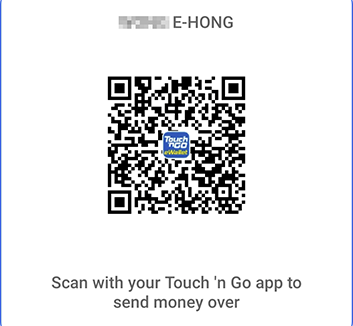 E-HONG
Touch
'n GO
eWallet
Scan with your Touch 'n Go app to
send money over